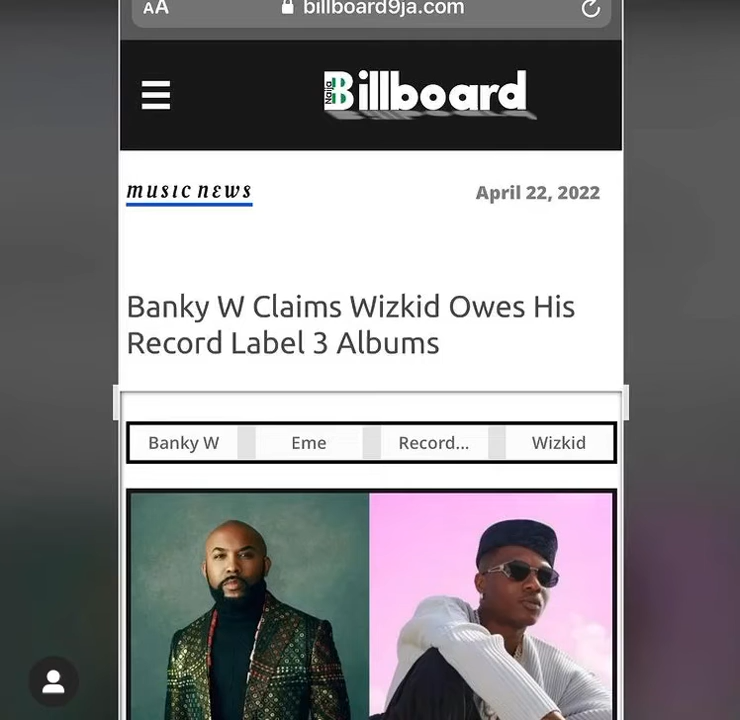 AA billboard9ja.com
Naija Billboard
MUSIC NEWS April 22, 2022
Banky W Claims Wizkid Owes His
Record Label 3 Albums
Banky W Eme Record... Wizkid